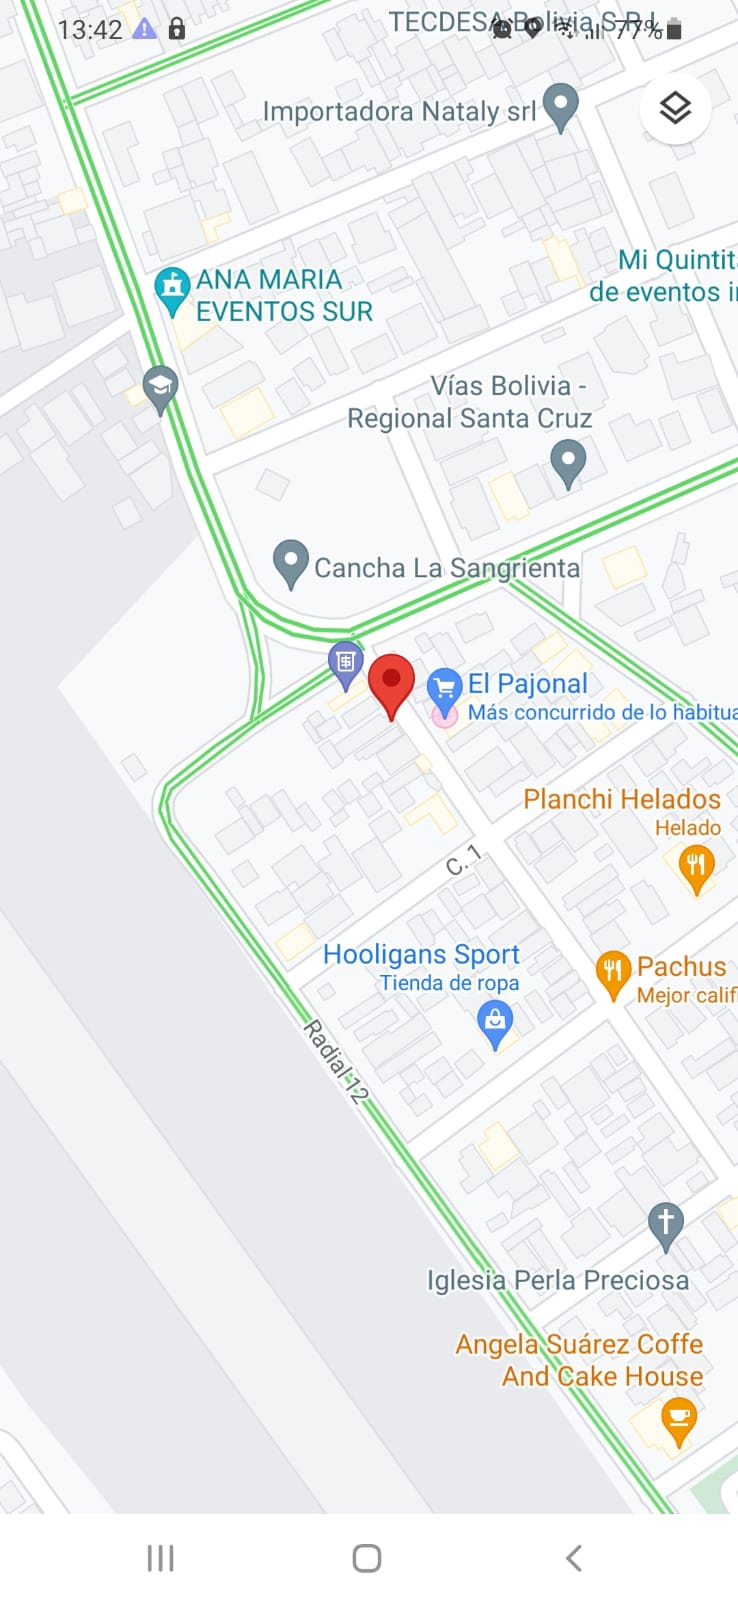 TECDESA Bolivia S.R.L
13:42
77%
Importadora Nataly srl
Mi Quintit
de eventos i
ANA MARIA
EVENTOS SUR
Vías Bolivia -
Regional Santa Cruz
Cancha La Sangrienta
El Pajonal
Más concurrido de lo habitua
Planchi Helados
Helado
C. 1
Hooligans Sport
Tienda de ropa
Pachus
Mejor calif
Radial 12
Iglesia Perla Preciosa
Angela Suárez Coffe
And Cake House